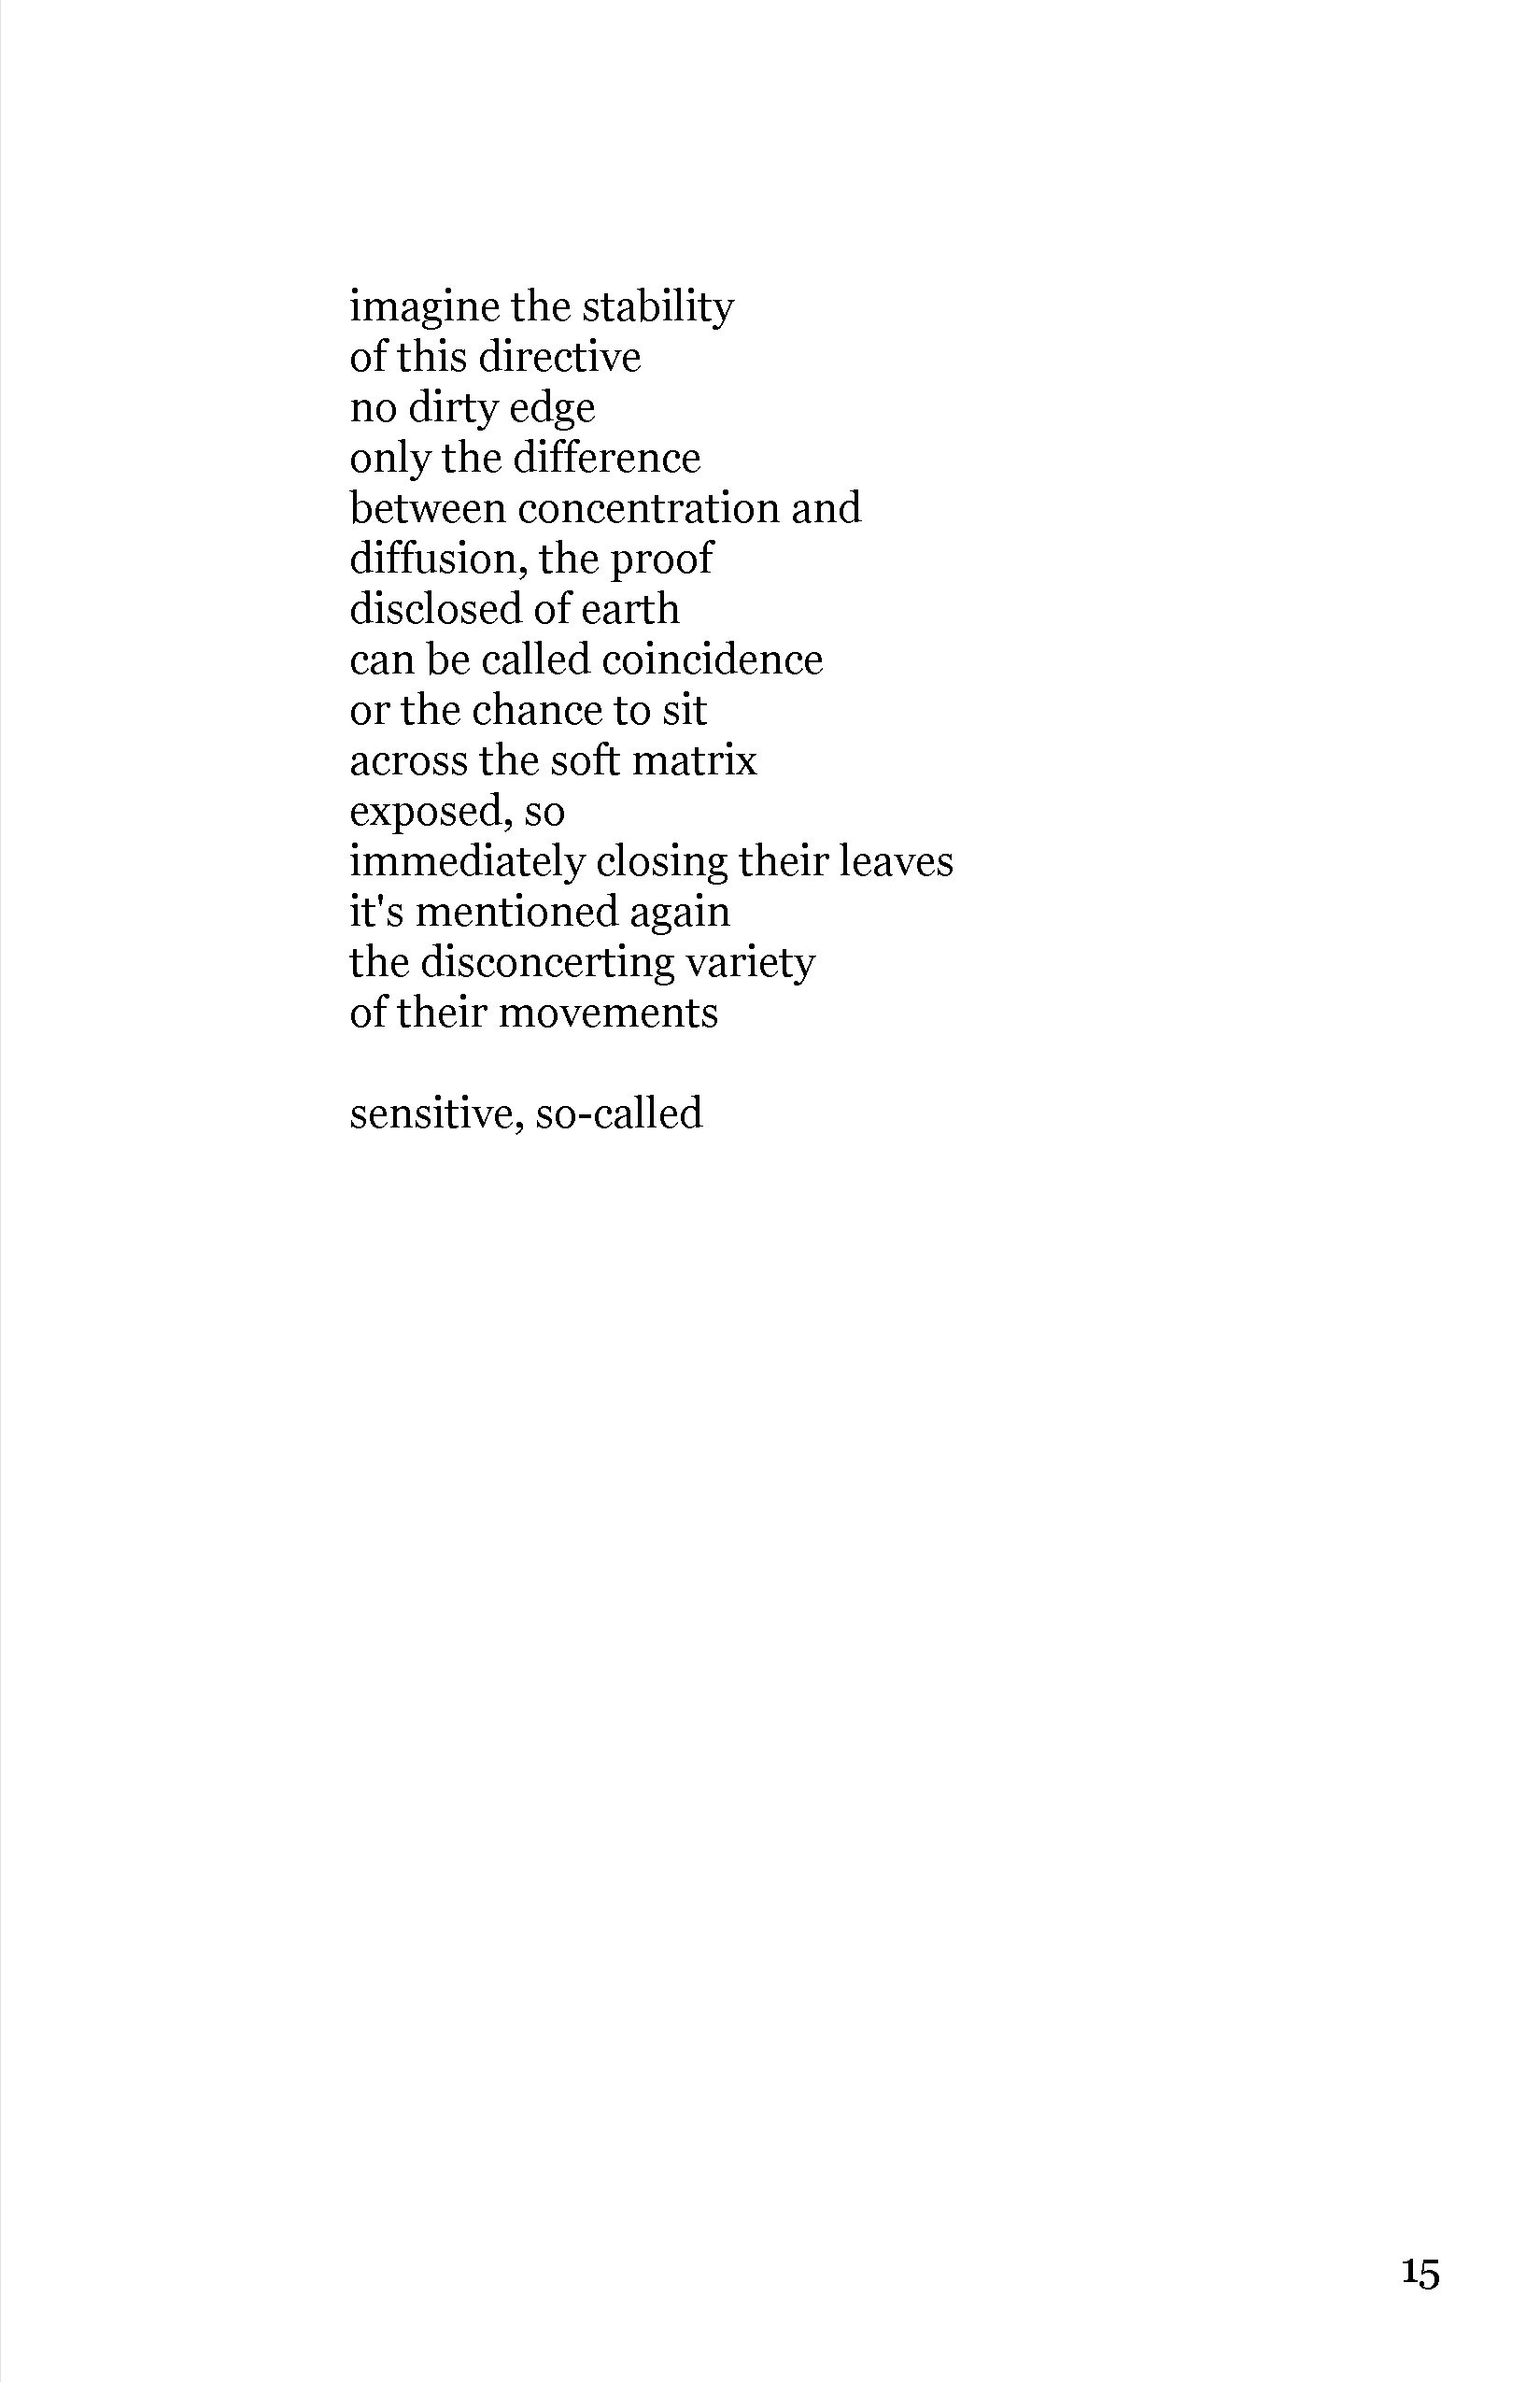 imagine the stability
of this directive
no dirty edge
only the difference
between concentration and
diffusion, the proof
disclosed of earth
can be called coincidence
or the chance to sit
across the soft matrix
exposed, so
immediately closing their leaves
it's mentioned again
the disconcerting variety
of their movements

sensitive, so-called
15